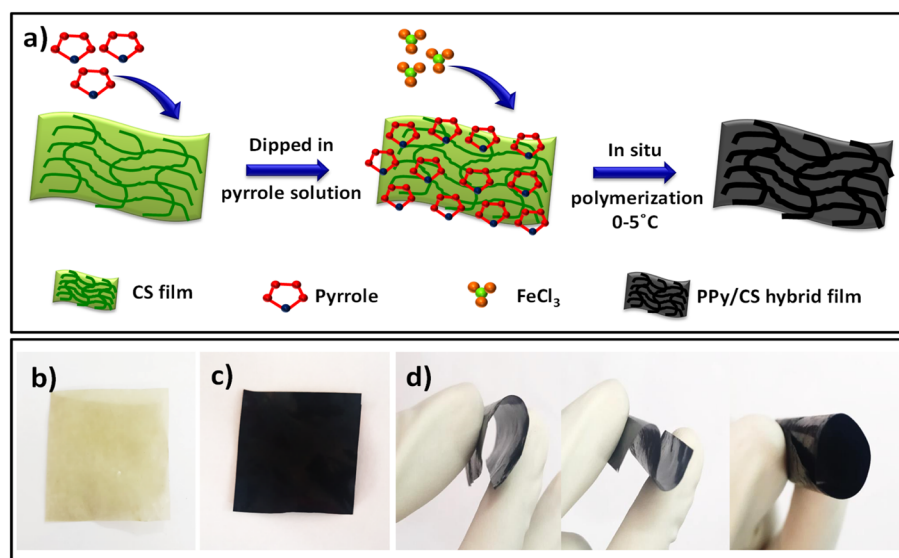 a)
Dipped in
pyrrole solution
In situ
polymerization
0-5˚C
CS film
Pyrrole
FeCl₃
PPy/CS hybrid film
b)
c)
d)